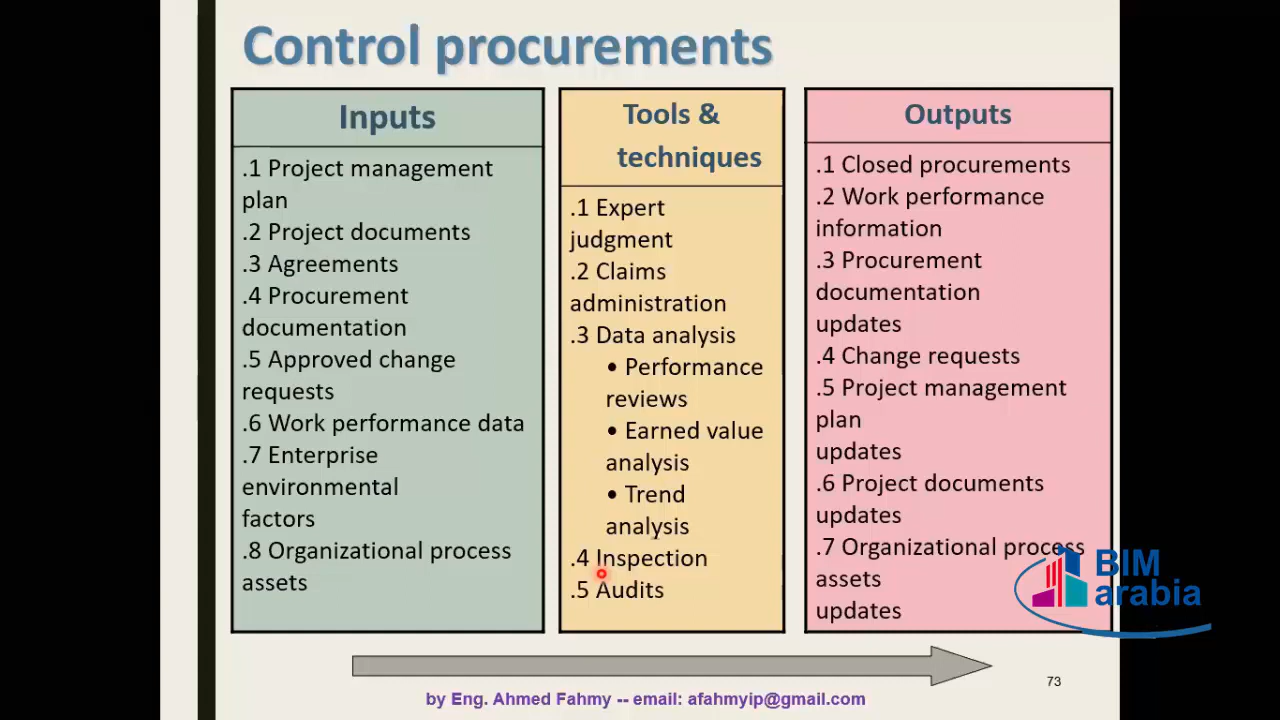 Control procurements
Inputs
.1 Project management
plan
.2 Project documents
.3 Agreements
.4 Procurement
documentation
.5 Approved change
requests
.6 Work performance data
.7 Enterprise
environmental
factors
.8 Organizational process
assets
Tools &
techniques
.1 Expert
judgment
.2 Claims
administration
.3 Data analysis
• Performance
reviews
• Earned value
analysis
• Trend
analysis
.4 Inspection
.5 Audits
Outputs
.1 Closed procurements
.2 Work performance
information
.3 Procurement
documentation
updates
.4 Change requests
.5 Project management
plan
updates
.6 Project documents
updates
.7 Organizational process
assets
updates
BIM
arabia
73
by Eng. Ahmed Fahmy -- email: afahmyip@gmail.com